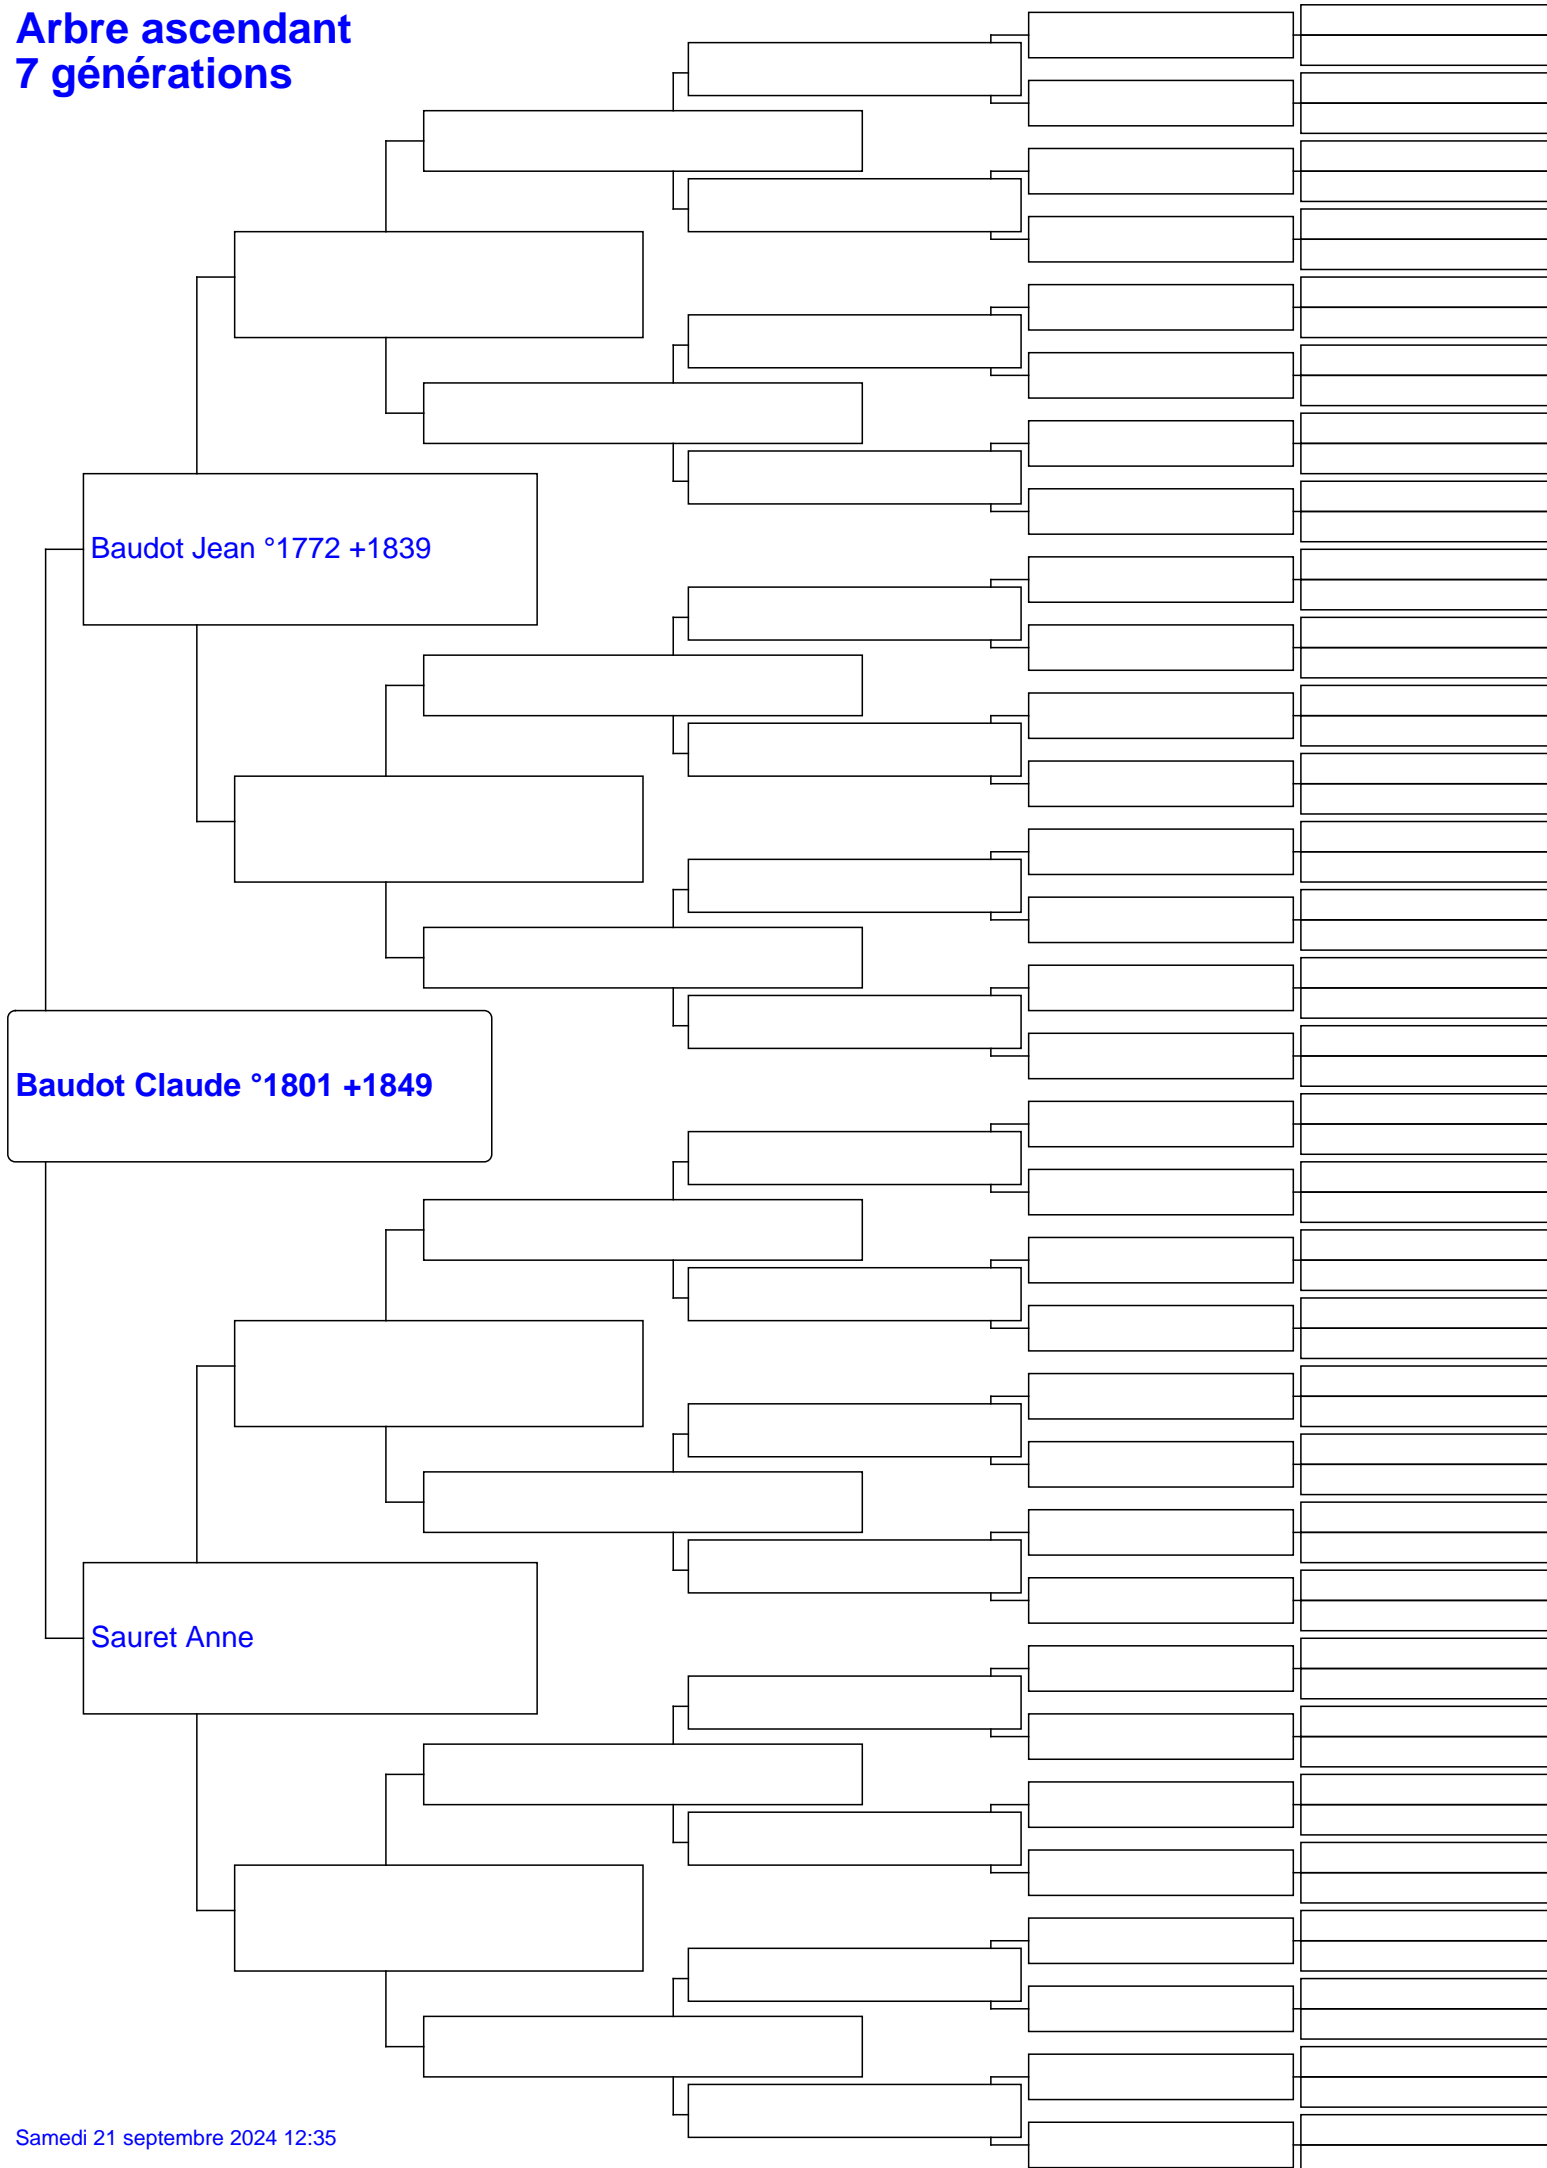 Arbre ascendant
7 générations
Baudot Jean °1772 +1839
Baudot Claude °1801 +1849
Sauret Anne
Samedi 21 septembre 2024 12:35